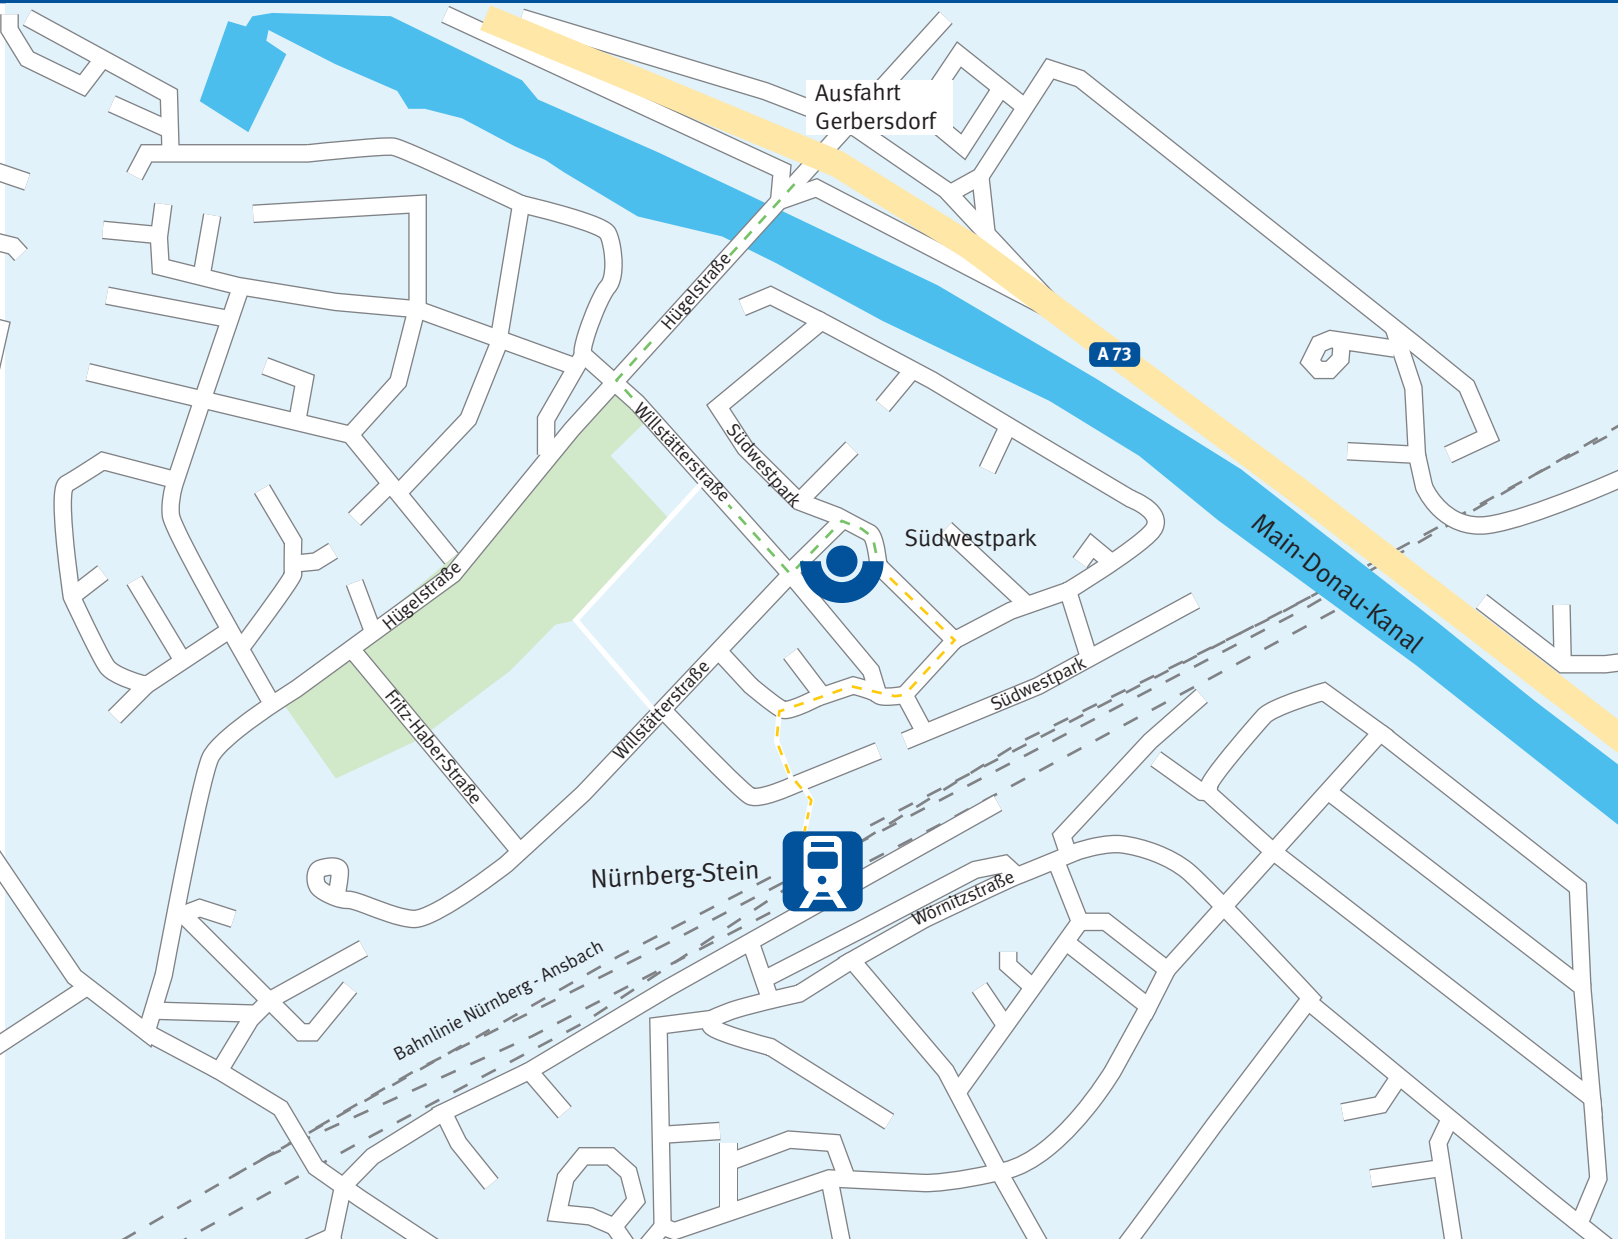 Ausfahrt
Gerbersdorf
Hügelstraße
A 73
Willstätterstraße
Südwestpark
Südwestpark
Main-Donau-Kanal
Hügelstraße
Südwestpark
Willstätterstraße
Fritz-Haber-Straße
Nürnberg-Stein
Wörnitzstraße
Bahnlinie Nürnberg - Ansbach